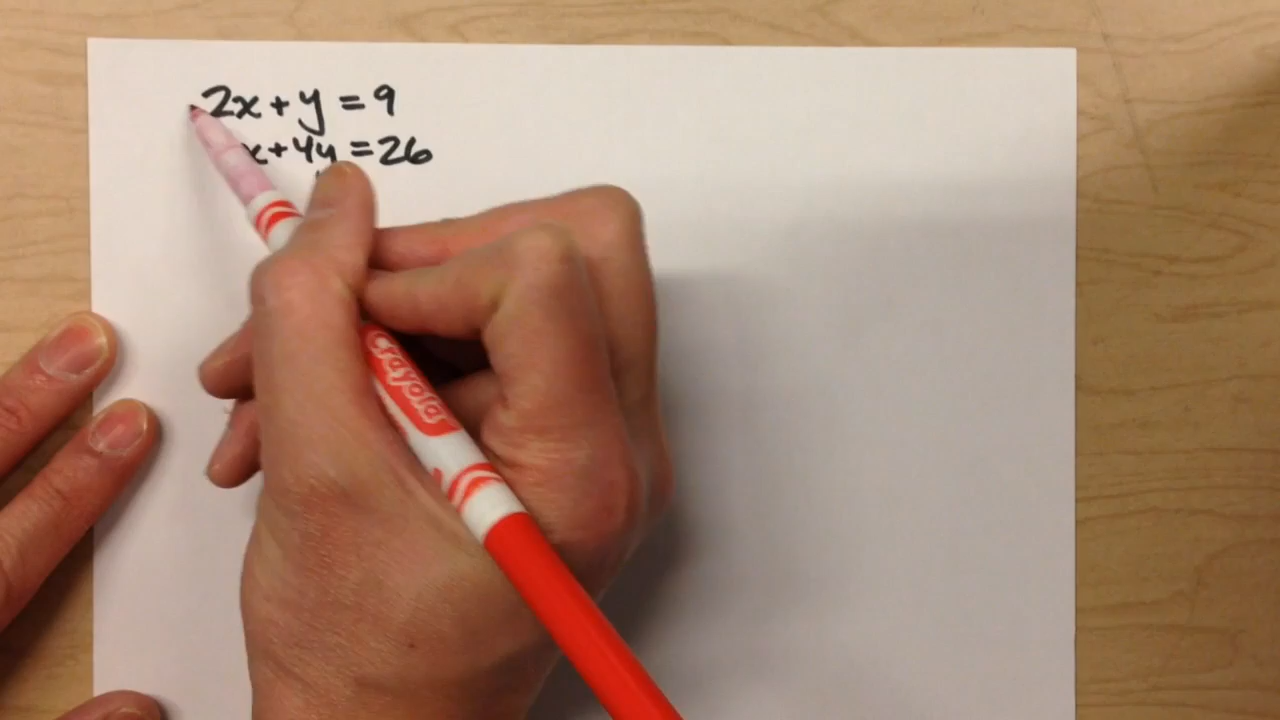 2x + y = 9
x + 4y = 26
Crayola